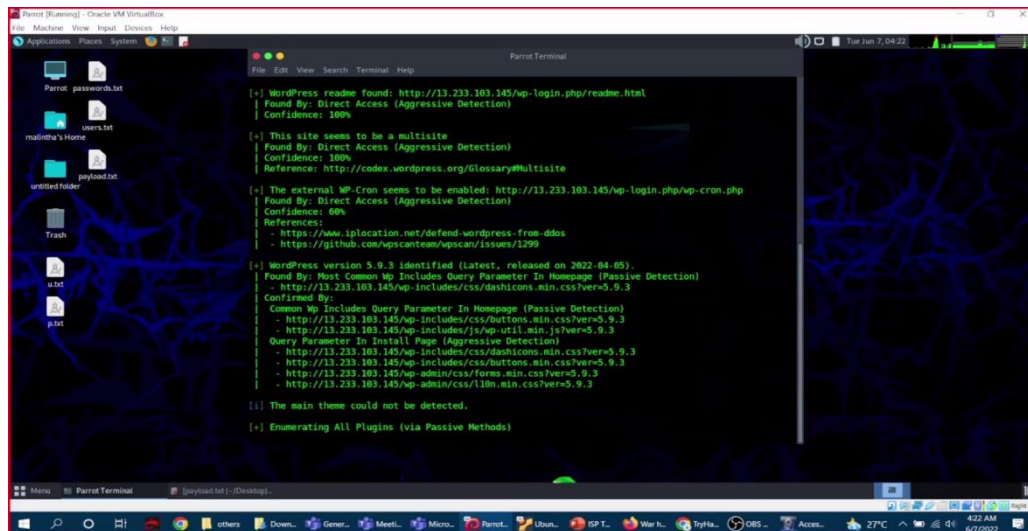 Parrot [Running] - Oracle VM VirtualBox
File Machine View Input Devices Help
Applications Places System
Tue Jun 7, 04:22
Parrot Terminal
File Edit View Search Terminal Help
Parrot
passwords.txt
malintha's Home
users.txt
untitled folder
payload.txt
Trash
u.txt
p.txt
[+] WordPress readme found: http://13.233.103.145/wp-login.php/readme.html
| Found By: Direct Access (Aggressive Detection)
| Confidence: 100%
[+] This site seems to be a multisite
| Found By: Direct Access (Aggressive Detection)
| Confidence: 100%
| Reference: http://codex.wordpress.org/Glossary#Multisite
[+] The external WP-Cron seems to be enabled: http://13.233.103.145/wp-login.php/wp-cron.php
| Found By: Direct Access (Aggressive Detection)
| Confidence: 60%
| References:
| - https://www.iplocation.net/defend-wordpress-from-ddos
| - https://github.com/wpscanteam/wpscan/issues/1299
[+] WordPress version 5.9.3 identified (Latest, released on 2022-04-05).
| Found By: Most Common Wp Includes Query Parameter In Homepage (Passive Detection)
| - http://13.233.103.145/wp-includes/css/dashicons.min.css?ver=5.9.3
| Confirmed By:
| Common Wp Includes Query Parameter In Homepage (Passive Detection)
| - http://13.233.103.145/wp-includes/css/buttons.min.css?ver=5.9.3
| - http://13.233.103.145/wp-includes/js/wp-util.min.js?ver=5.9.3
| Query Parameter In Install Page (Aggressive Detection)
| - http://13.233.103.145/wp-includes/css/dashicons.min.css?ver=5.9.3
| - http://13.233.103.145/wp-includes/css/buttons.min.css?ver=5.9.3
| - http://13.233.103.145/wp-admin/css/forms.min.css?ver=5.9.3
| - http://13.233.103.145/wp-admin/css/l10n.min.css?ver=5.9.3
[i] The main theme could not be detected.
[+] Enumerating All Plugins (via Passive Methods)
Menu Parrot Terminal [payload.txt (~/Desktop)...
Right
others Down... Gener... Meeti... Micro... Parrot... Ubun... ISP T... War h... TryHa... OBS ... Acces... 27°C 4:22 AM
6/7/2022